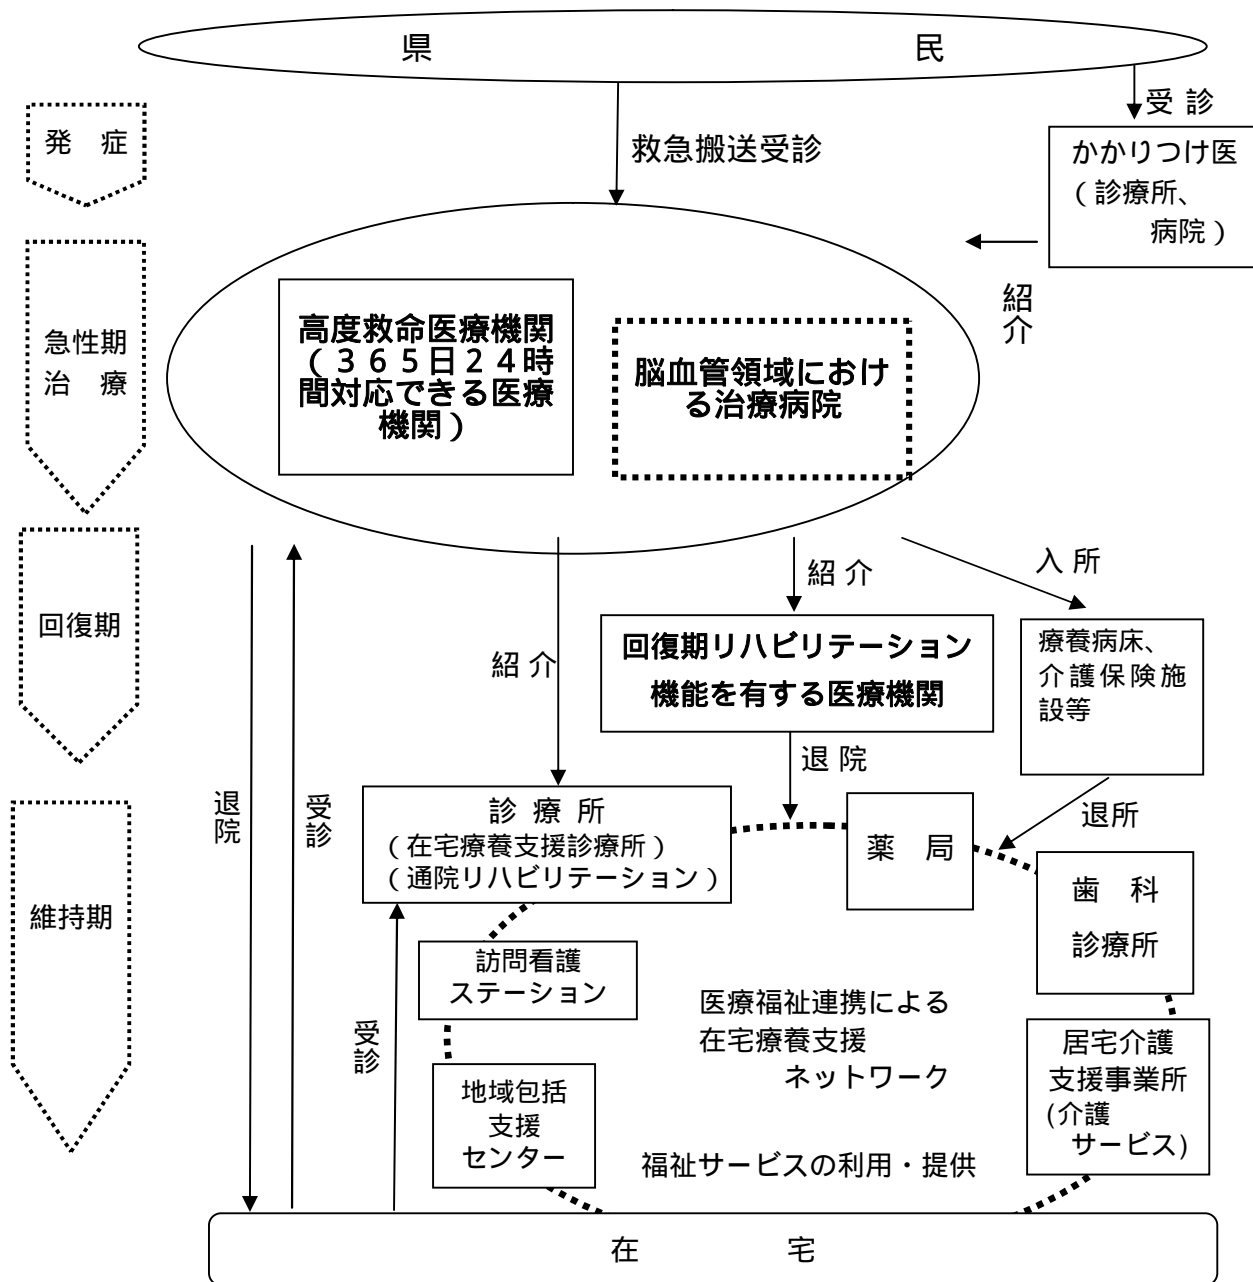 県　　　　　民
発　症
救急搬送受診
受 診
かかりつけ医
（診療所、
病院）
紹
介
急性期
治　療
高度救命医療機関
（３６５日２４時
間対応できる医療
機関）
脳血管領域におけ
る治療病院
回復期
紹 介
紹 介
入 所
回復期リハビリテーション
機能を有する医療機関
療養病床、
介護保険施
設等
退
院
受
診
退 院
退所
維持期
診 療 所
（在宅療養支援診療所）
（通院リハビリテーション）
薬　局
歯　科
診療所
訪問看護
ステーション
受
診
医療福祉連携による
在宅療養支援
ネットワーク
居宅介護
支援事業所
(介護
サービス)
地域包括
支援
センター
福祉サービスの利用・提供
在　　　　　宅